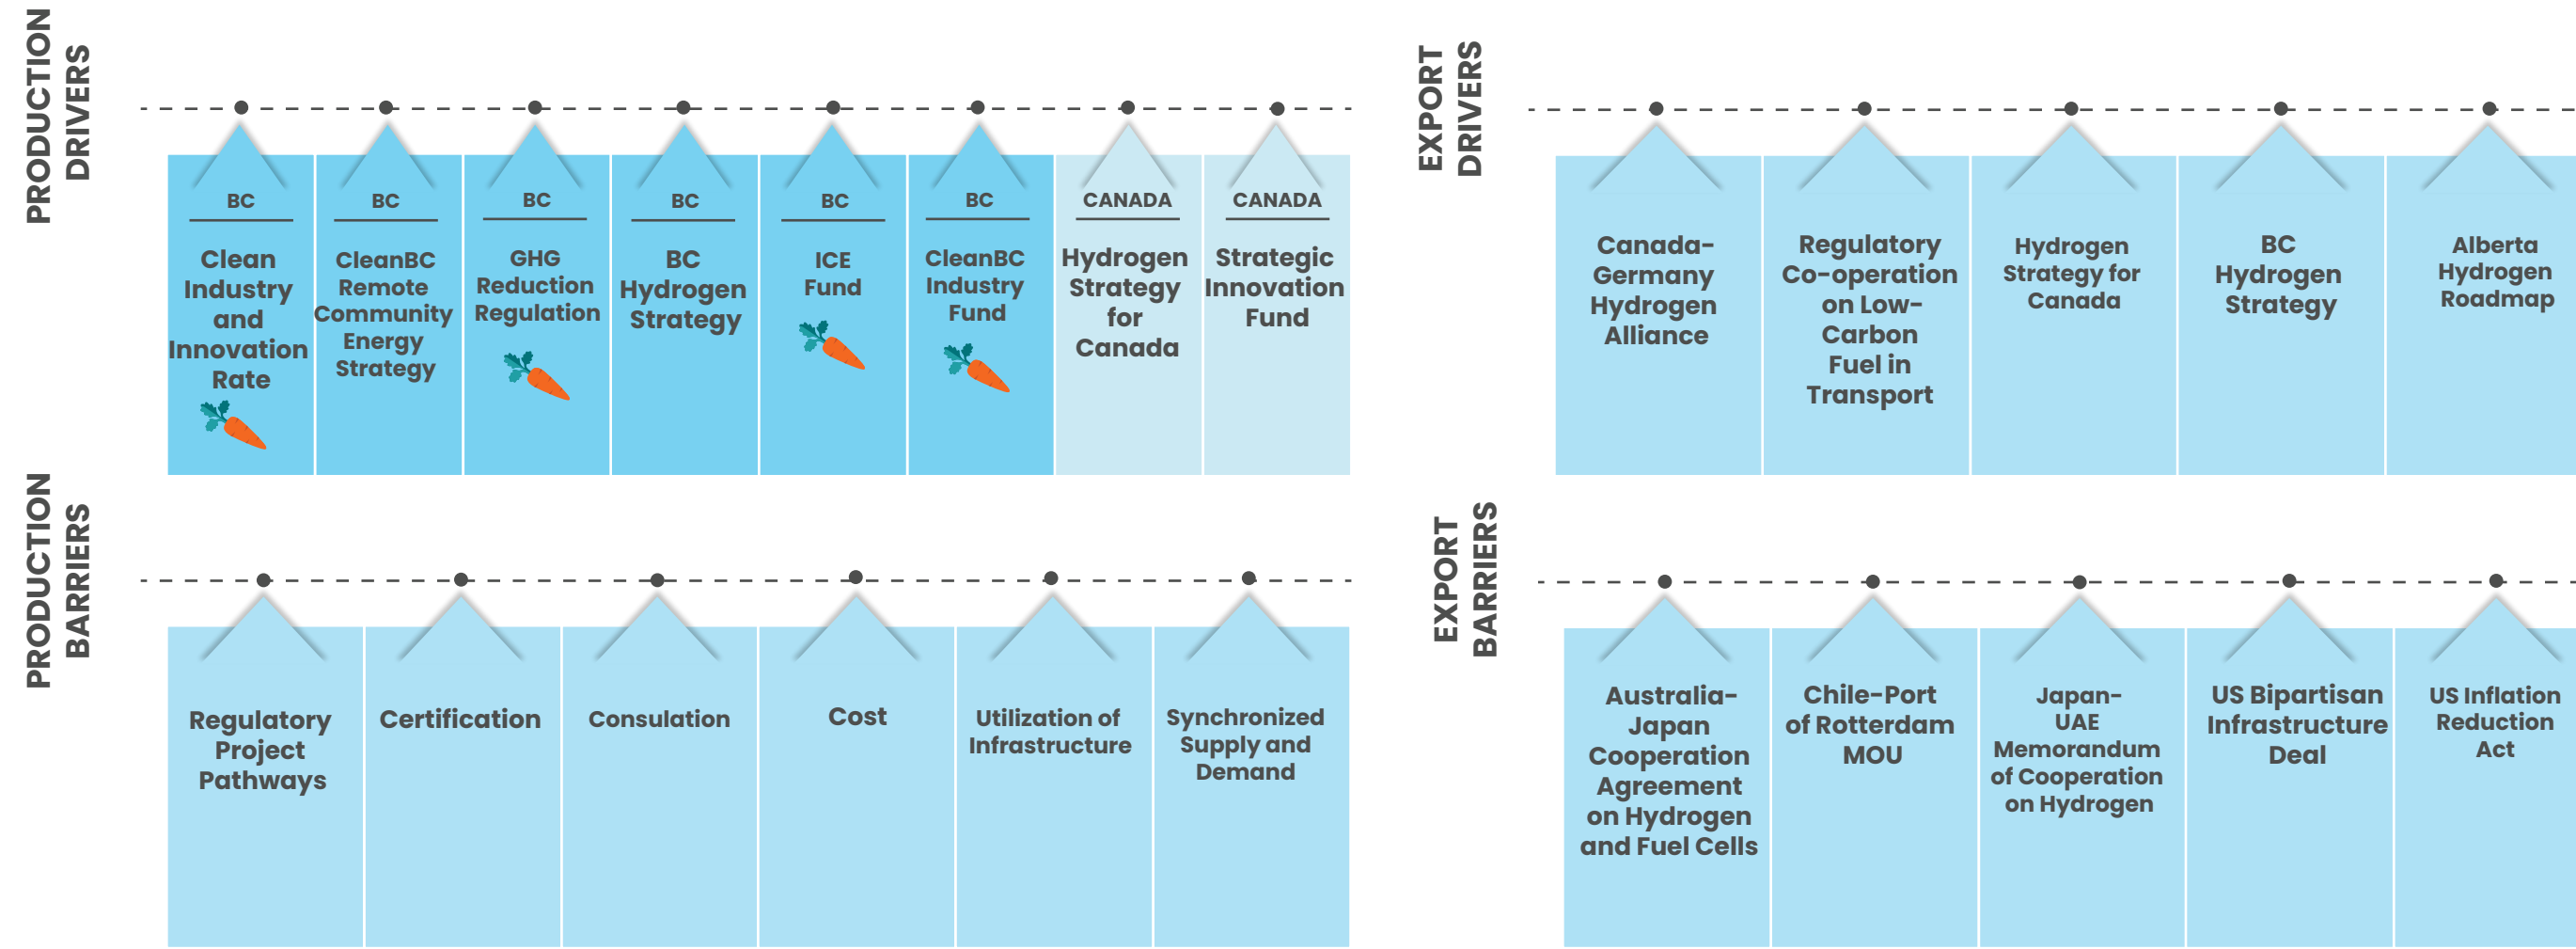 PRODUCTION
DRIVERS
BC
Clean
Industry
and
Innovation
Rate
BC
CleanBC
Remote
Community
Energy
Strategy
BC
GHG
Reduction
Regulation
BC
BC
Hydrogen
Strategy
BC
ICE
Fund
BC
CleanBC
Industry
Fund
CANADA
Hydrogen
Strategy
for
Canada
CANADA
Strategic
Innovation
Fund
EXPORT
DRIVERS
Canada-
Germany
Hydrogen
Alliance
Regulatory
Co-operation
on Low-
Carbon
Fuel in
Transport
Hydrogen
Strategy for
Canada
BC
Hydrogen
Strategy
Alberta
Hydrogen
Roadmap
PRODUCTION
BARRIERS
Regulatory
Project
Pathways
Certification
Consulation
Cost
Utilization of
Infrastructure
Synchronized
Supply and
Demand
EXPORT
BARRIERS
Australia-
Japan
Cooperation
Agreement
on Hydrogen
and Fuel Cells
Chile-Port
of Rotterdam
MOU
Japan-
UAE
Memorandum
of Cooperation
on Hydrogen
US Bipartisan
Infrastructure
Deal
US Inflation
Reduction
Act